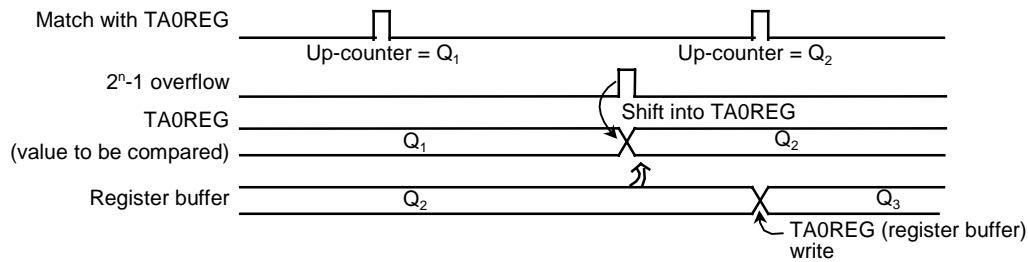 Match with TA0REG
Up-counter = Q₁
Up-counter = Q₂
2ⁿ-1 overflow
Shift into TA0REG
TA0REG
(value to be compared)
Q₁
Q₂
Register buffer
Q₂
Q₃
TA0REG (register buffer)
write